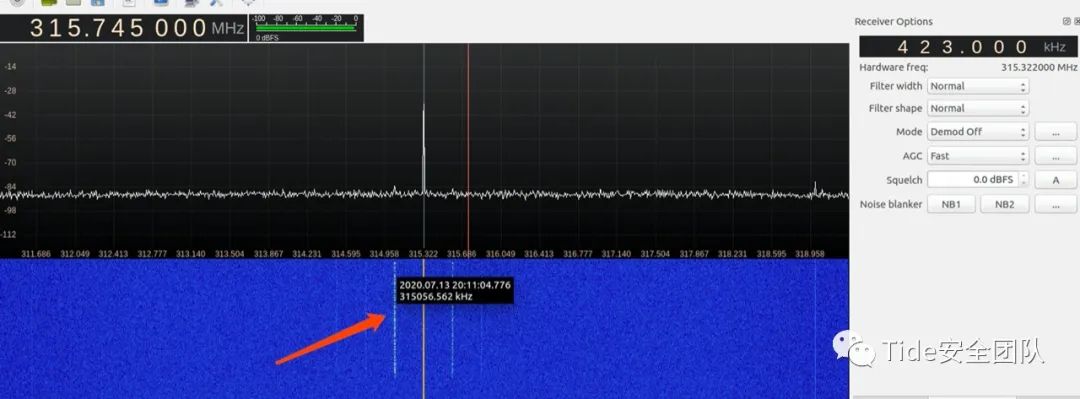 315.745 000 MHz
-100 -80 -60 -40 -20 0
0 dBFS
Receiver Options
423.000 kHz
Hardware freq: 315.322000 MHz
Filter width Normal
Filter shape Normal
Mode Demod Off ...
AGC Fast ...
Squelch 0.0 dBFS A
Noise blanker NB1 NB2 ...
-14
-28
-42
-56
-70
-84
-98
-112
311.686 312.049 312.413 312.777 313.140 313.504 313.867 314.231 314.595 314.958 315.322 315.686 316.049 316.413 316.777 317.140 317.504 317.868 318.231 318.595 318.958
2020.07.13 20:11:04.776
315056.562 kHz
Tide安全团队